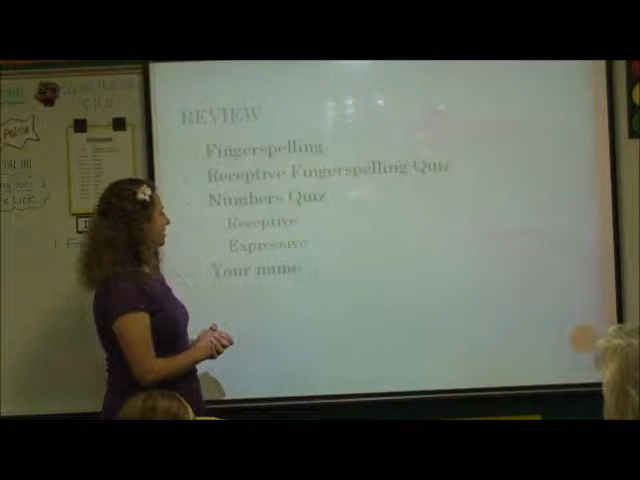 REVIEW
Fingerspelling
Receptive Fingerspelling Quiz
Numbers Quiz
Receptive
Expressive
Your name